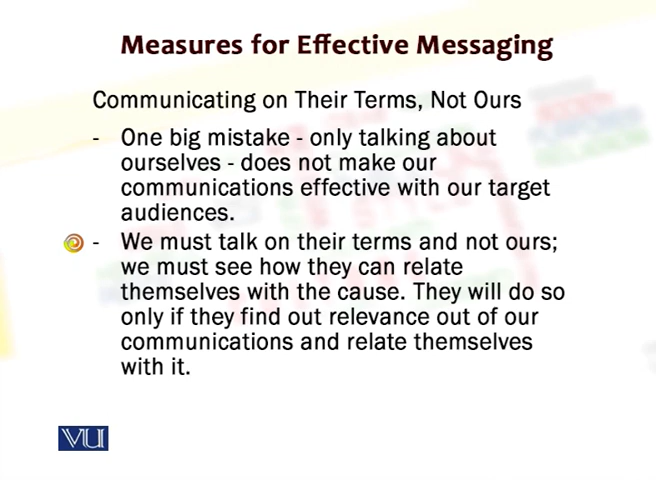 Measures for Effective Messaging
Communicating on Their Terms, Not Ours
- One big mistake - only talking about
ourselves - does not make our
communications effective with our target
audiences.
- We must talk on their terms and not ours;
we must see how they can relate
themselves with the cause. They will do so
only if they find out relevance out of our
communications and relate themselves
with it.
VU